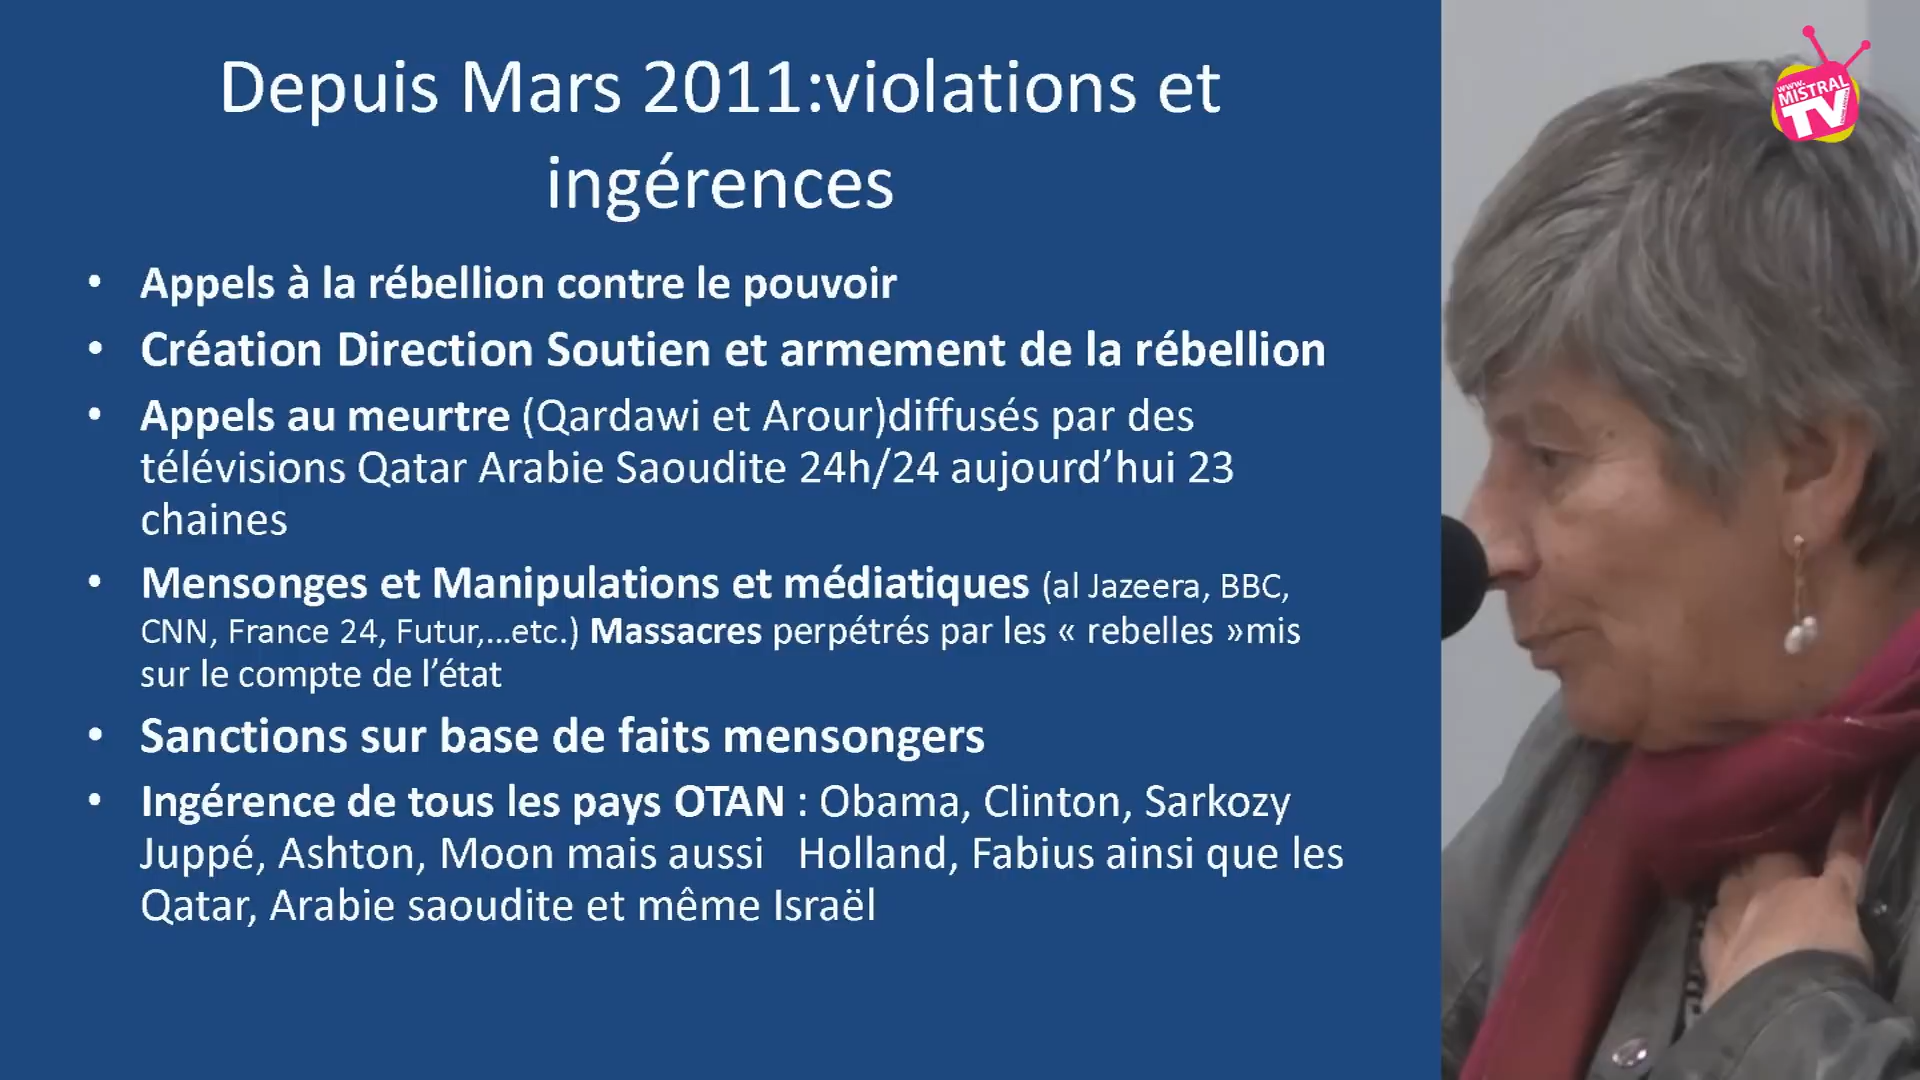 Depuis Mars 2011:violations et
ingérences
• Appels à la rébellion contre le pouvoir
• Création Direction Soutien et armement de la rébellion
• Appels au meurtre (Qardawi et Arour)diffusés par des
télévisions Qatar Arabie Saoudite 24h/24 aujourd’hui 23
chaines
• Mensonges et Manipulations et médiatiques (al Jazeera, BBC,
CNN, France 24, Futur,...etc.) Massacres perpétrés par les « rebelles »mis
sur le compte de l’état
• Sanctions sur base de faits mensongers
• Ingérence de tous les pays OTAN : Obama, Clinton, Sarkozy
Juppé, Ashton, Moon mais aussi Holland, Fabius ainsi que les
Qatar, Arabie saoudite et même Israël
www.
MISTRAL
TV